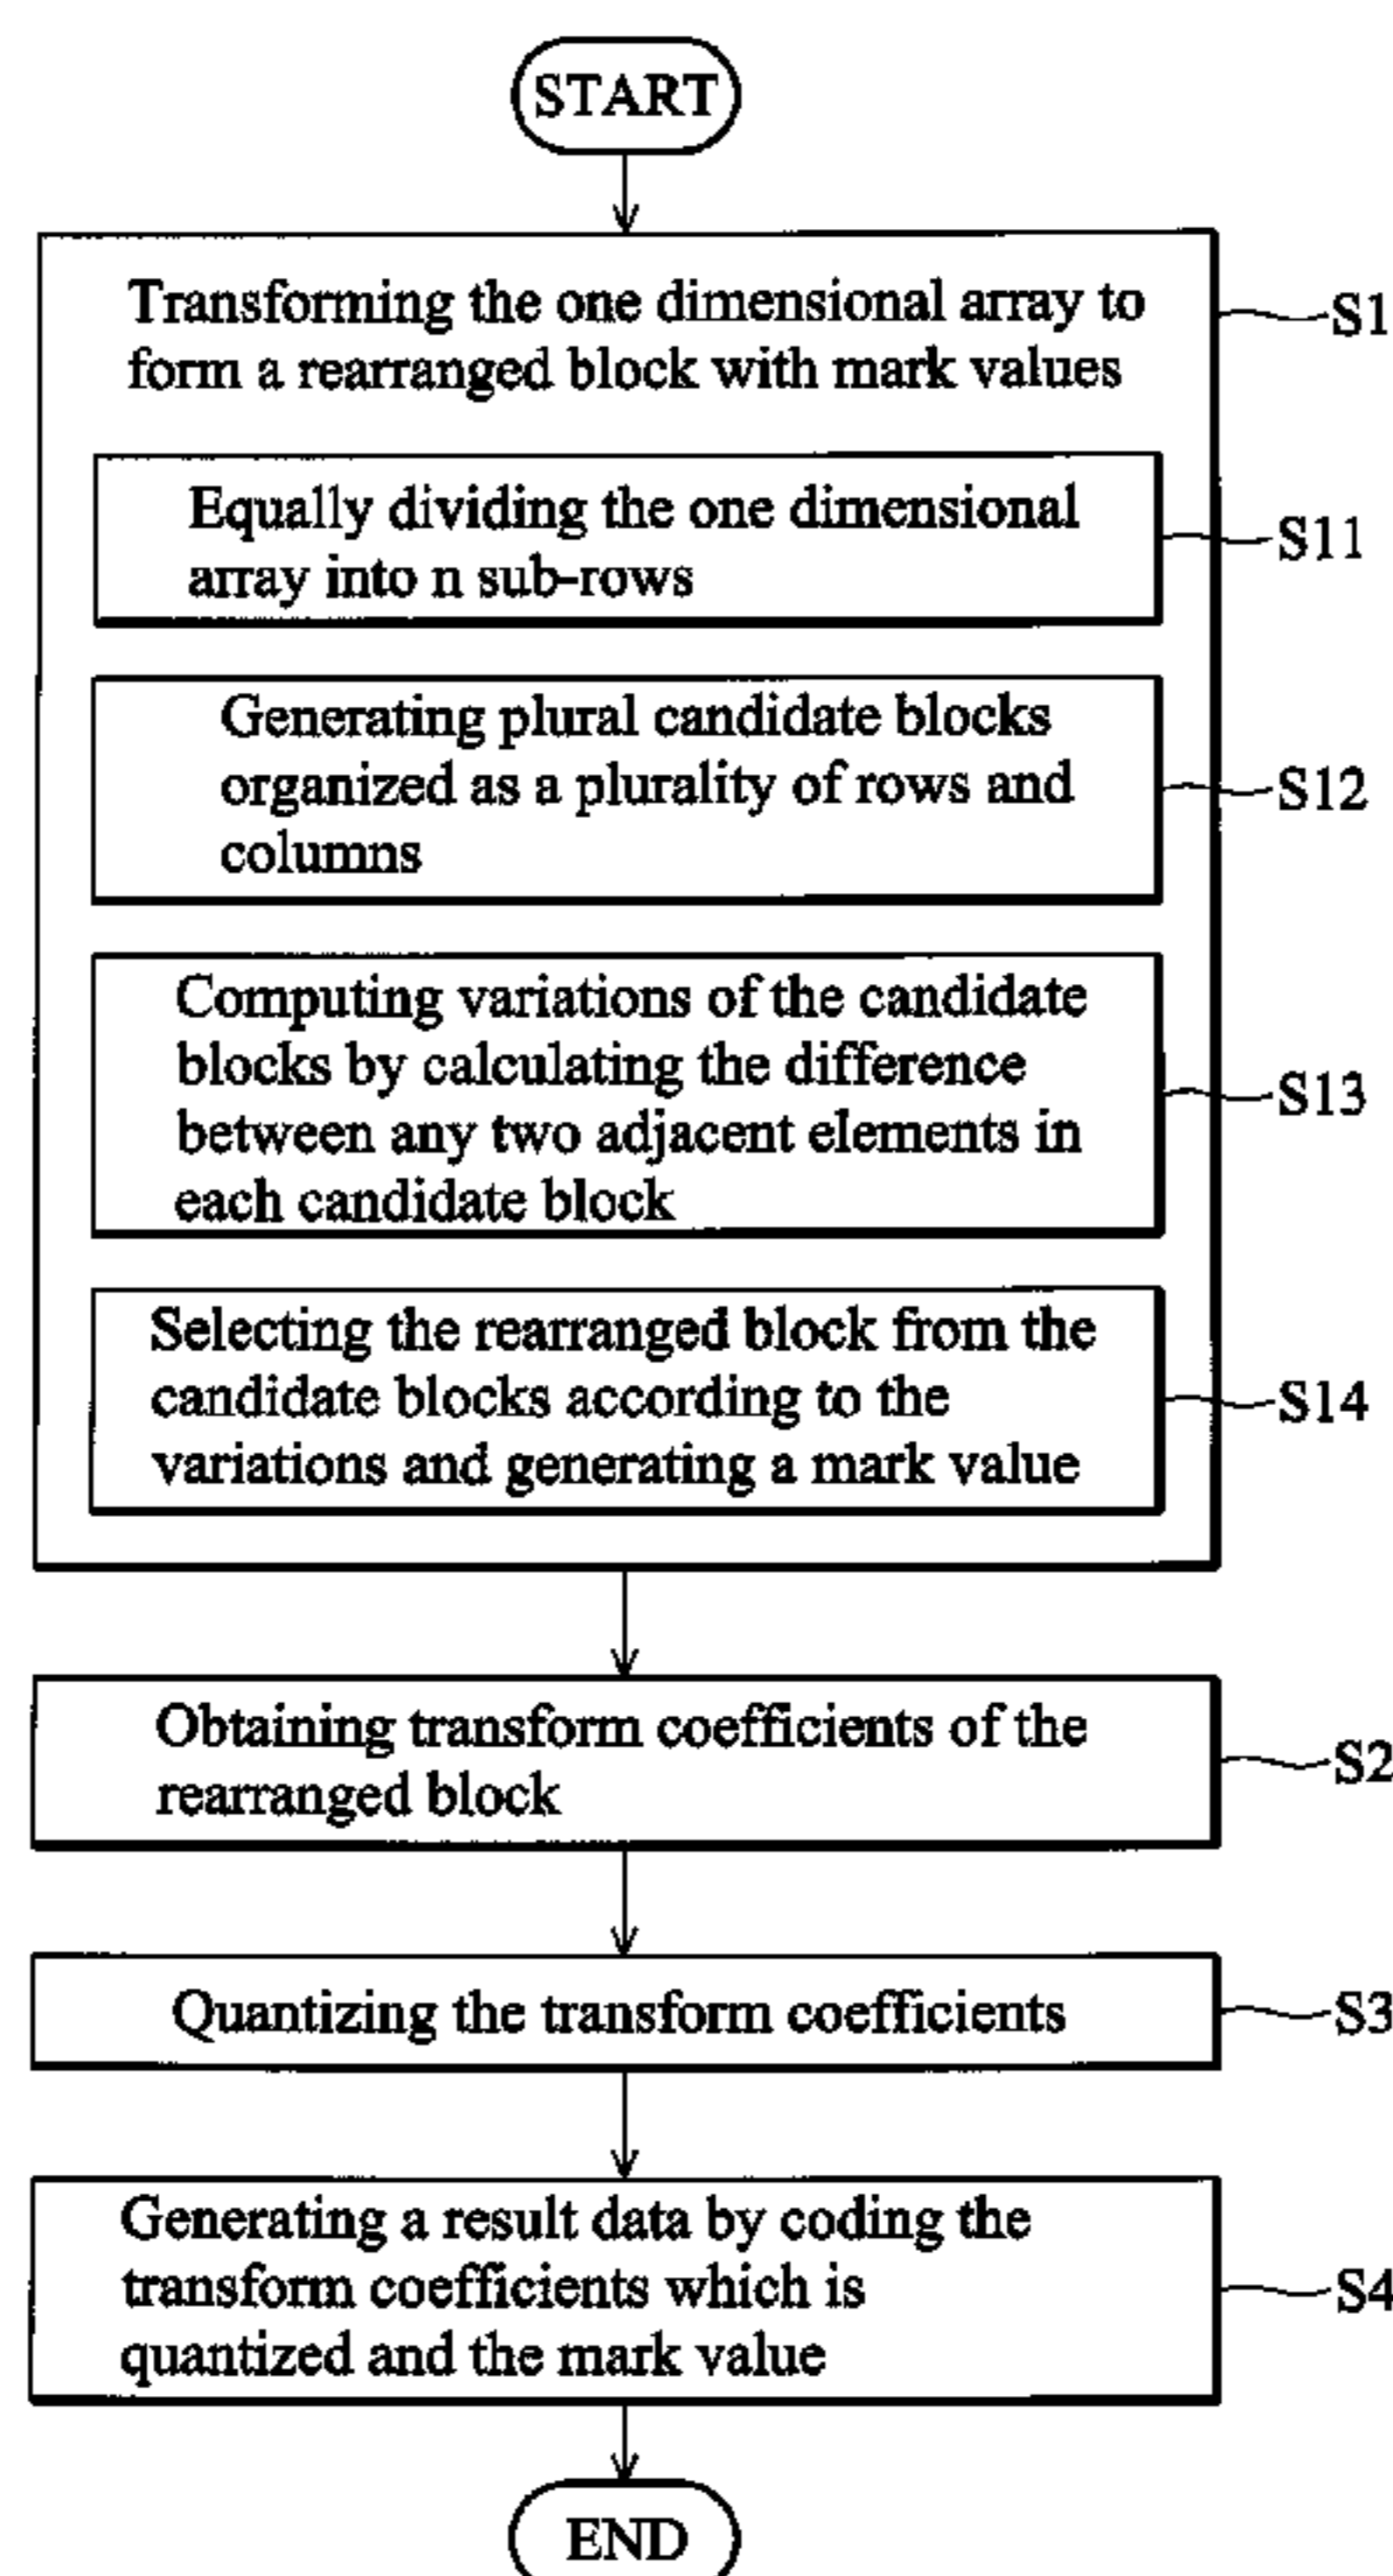 START
Transforming the one dimensional array to
form a rearranged block with mark values
S1
Equally dividing the one dimensional
array into n sub-rows
S11
Generating plural candidate blocks
organized as a plurality of rows and
columns
S12
Computing variations of the candidate
blocks by calculating the difference
between any two adjacent elements in
each candidate block
S13
Selecting the rearranged block from the
candidate blocks according to the
variations and generating a mark value
S14
Obtaining transform coefficients of the
rearranged block
S2
Quantizing the transform coefficients
S3
Generating a result data by coding the
transform coefficients which is
quantized and the mark value
S4
END